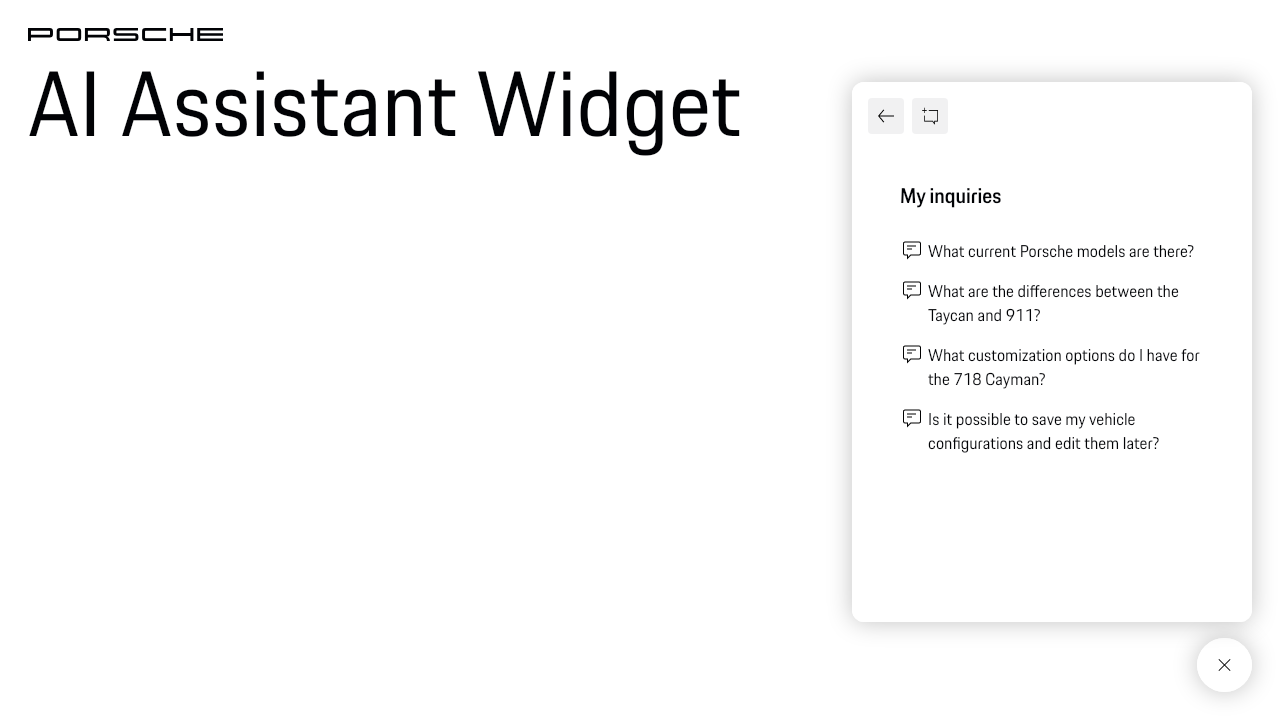 PORSCHE
AI Assistant Widget
My inquiries
What current Porsche models are there?
What are the differences between the
Taycan and 911?
What customization options do I have for
the 718 Cayman?
Is it possible to save my vehicle
configurations and edit them later?